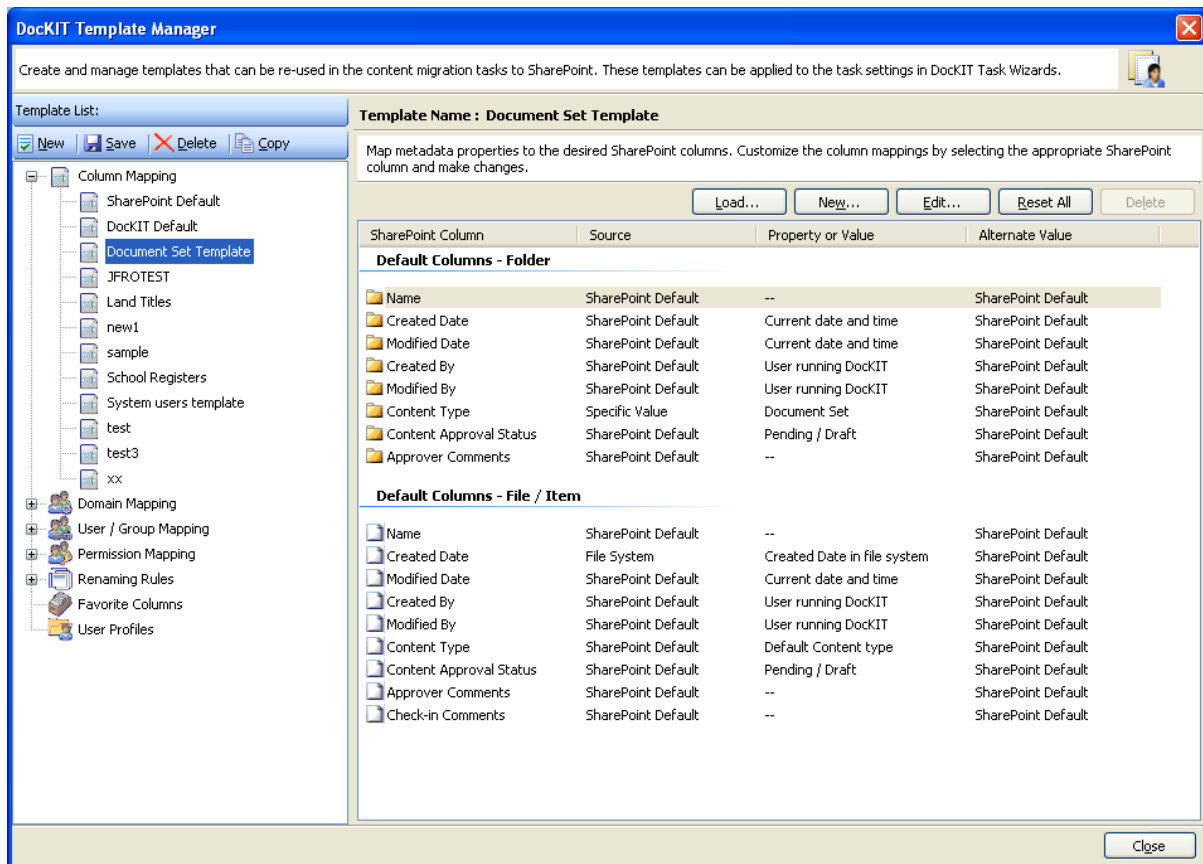 DocKIT Template Manager
Create and manage templates that can be re-used in the content migration tasks to SharePoint. These templates can be applied to the task settings in DocKIT Task Wizards.
Template List:
New Save Delete Copy
Column Mapping
SharePoint Default
DocKIT Default
Document Set Template
JFROTEST
Land Titles
new1
sample
School Registers
System users template
test
test3
xx
Domain Mapping
User / Group Mapping
Permission Mapping
Renaming Rules
Favorite Columns
User Profiles
Template Name : Document Set Template
Map metadata properties to the desired SharePoint columns. Customize the column mappings by selecting the appropriate SharePoint
column and make changes.
Load... New... Edit... Reset All Delete
SharePoint Column Source Property or Value Alternate Value
Default Columns - Folder
Name SharePoint Default -- SharePoint Default
Created Date SharePoint Default Current date and time SharePoint Default
Modified Date SharePoint Default Current date and time SharePoint Default
Created By SharePoint Default User running DocKIT SharePoint Default
Modified By SharePoint Default User running DocKIT SharePoint Default
Content Type Specific Value Document Set SharePoint Default
Content Approval Status SharePoint Default Pending / Draft SharePoint Default
Approver Comments SharePoint Default -- SharePoint Default
Default Columns - File / Item
Name SharePoint Default -- SharePoint Default
Created Date File System Created Date in file system SharePoint Default
Modified Date SharePoint Default Current date and time SharePoint Default
Created By SharePoint Default User running DocKIT SharePoint Default
Modified By SharePoint Default User running DocKIT SharePoint Default
Content Type SharePoint Default Default Content type SharePoint Default
Content Approval Status SharePoint Default Pending / Draft SharePoint Default
Approver Comments SharePoint Default -- SharePoint Default
Check-in Comments SharePoint Default -- SharePoint Default
Close